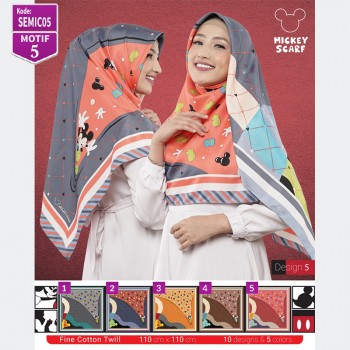 Kode:
SEMIC05
MOTIF
5
MICKEY
SCARF
Design 5
1
2
3
4
5
Fine Cotton Twill
110 cm x 110 cm
10 designs & 5 colors